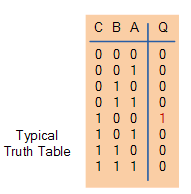 C B A Q
0 0 0 0
0 0 1 0
0 1 0 0
0 1 1 0
1 0 0 1
1 0 1 0
1 1 0 0
1 1 1 0
Typical
Truth Table